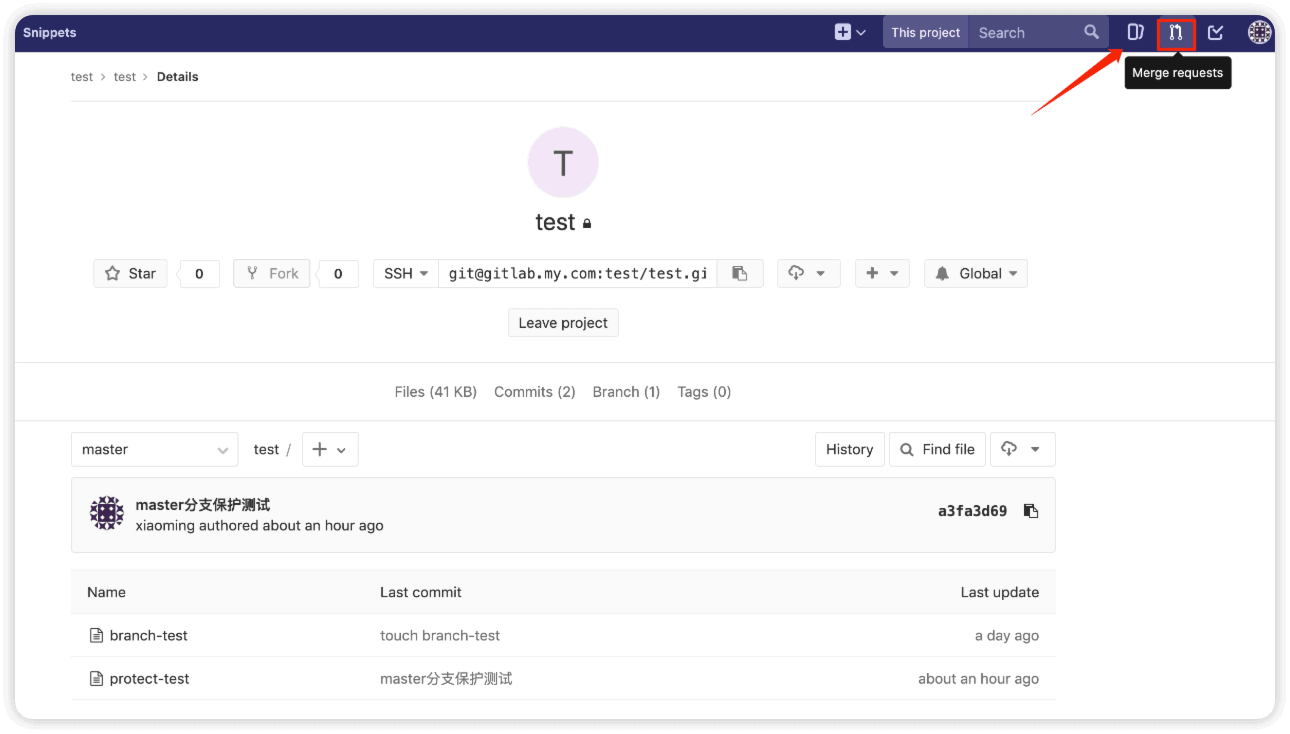 Snippets
This project Search
Merge requests
test > test > Details
T
test
Star 0 Fork 0 SSH git@gitlab.my.com:test/test.gi Global
Leave project
Files (41 KB) Commits (2) Branch (1) Tags (0)
master test / + History Find file
master分支保护测试
xiaoming authored about an hour ago
a3fa3d69
Name Last commit Last update
branch-test touch branch-test a day ago
protect-test master分支保护测试 about an hour ago